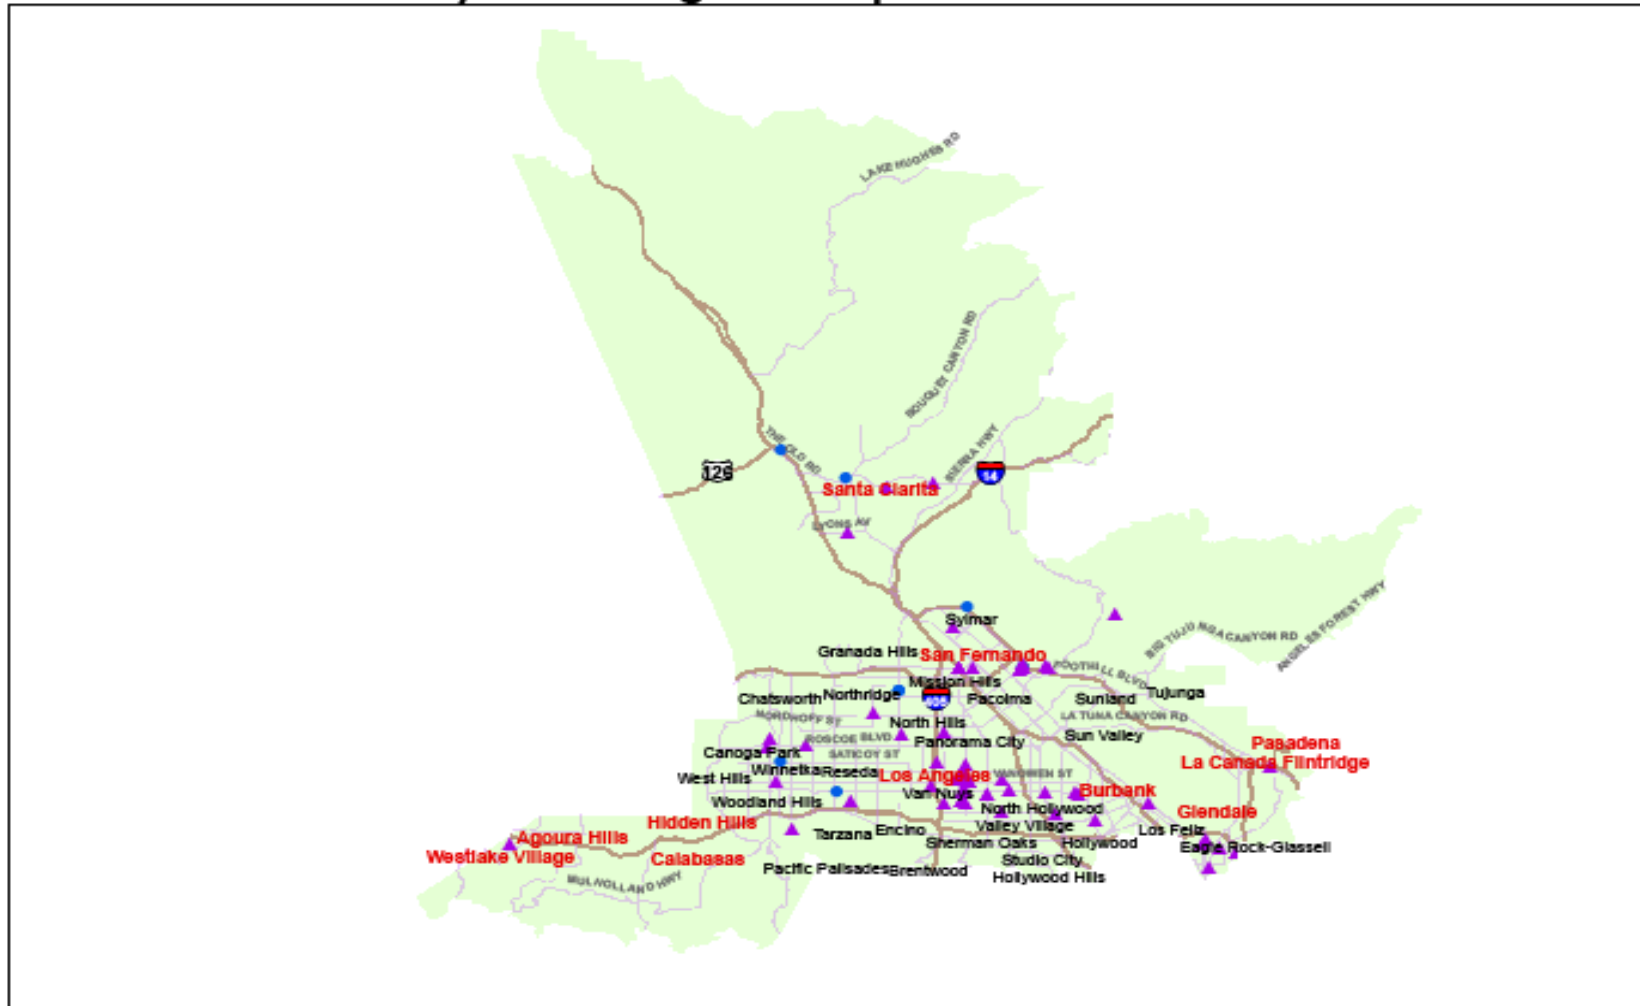 LAKE HUGHES RD
BOUQUET CANYON RD
THE OLD RD
SIERRA HWY
126
14
Santa Clarita
LYONS AV
ANGELES FOREST HWY
Sylmar
BIG TUJUNGA CANYON RD
Granada Hills
San Fernando
FOOTHILL BLVD
Mission Hills
Chatsworth
Northridge
405
Pacoima
Sunland
Tujunga
NORDHOFF ST
North Hills
LA TUNA CANYON RD
ROSCOE BLVD
Panorama City
Sun Valley
Pasadena
Canoga Park
SATICOY ST
La Canada Flintridge
Winnetka
Reseda
West Hills
Los Angeles
VANOWEN ST
Van Nuys
Burbank
Woodland Hills
North Hollywood
Glendale
Hidden Hills
Valley Village
Agoura Hills
Tarzana
Encino
Los Feliz
Sherman Oaks
Hollywood
Eagle Rock-Glassell
Westlake Village
Calabasas
Studio City
Pacific Palisades
Brentwood
Hollywood Hills
MULHOLLAND HWY